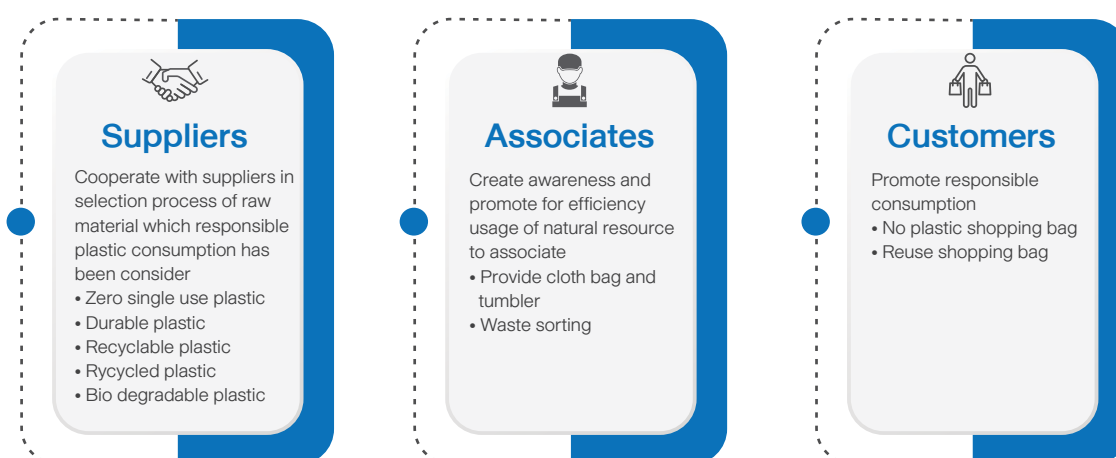 Suppliers
Cooperate with suppliers in
selection process of raw
material which responsible
plastic consumption has
been consider
• Zero single use plastic
• Durable plastic
• Recyclable plastic
• Rycycled plastic
• Bio degradable plastic
Associates
Create awareness and
promote for efficiency
usage of natural resource
to associate
• Provide cloth bag and
tumbler
• Waste sorting
Customers
Promote responsible
consumption
• No plastic shopping bag
• Reuse shopping bag